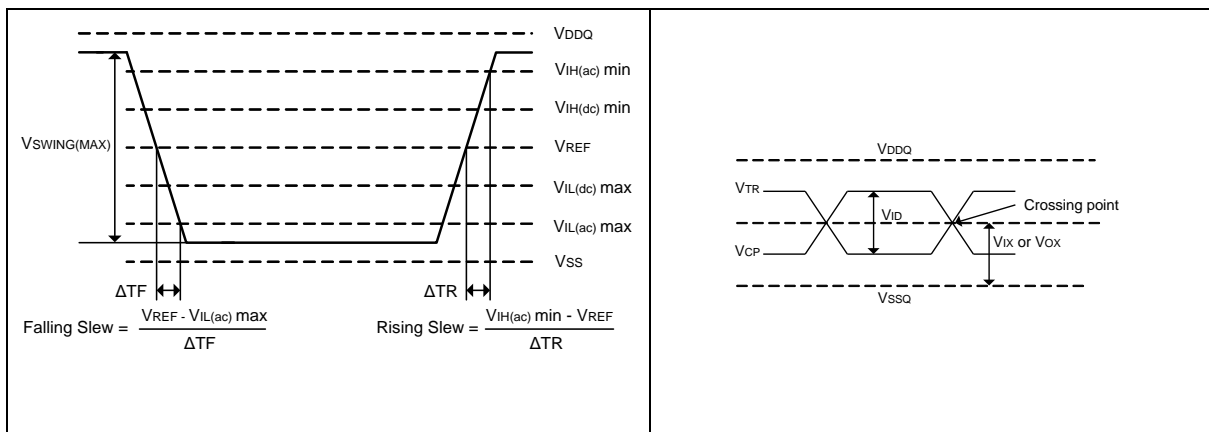 VDDQ
VIH(ac) min
VIH(dc) min
VSWING(MAX)
VREF
VIL(dc) max
VIL(ac) max
VSS
ΔTF
ΔTR
Falling Slew = VREF - VIL(ac) max
ΔTF
Rising Slew = VIH(ac) min - VREF
ΔTR
VDDQ
VTR
VID
Crossing point
VIX or VOX
VCP
VSSQ